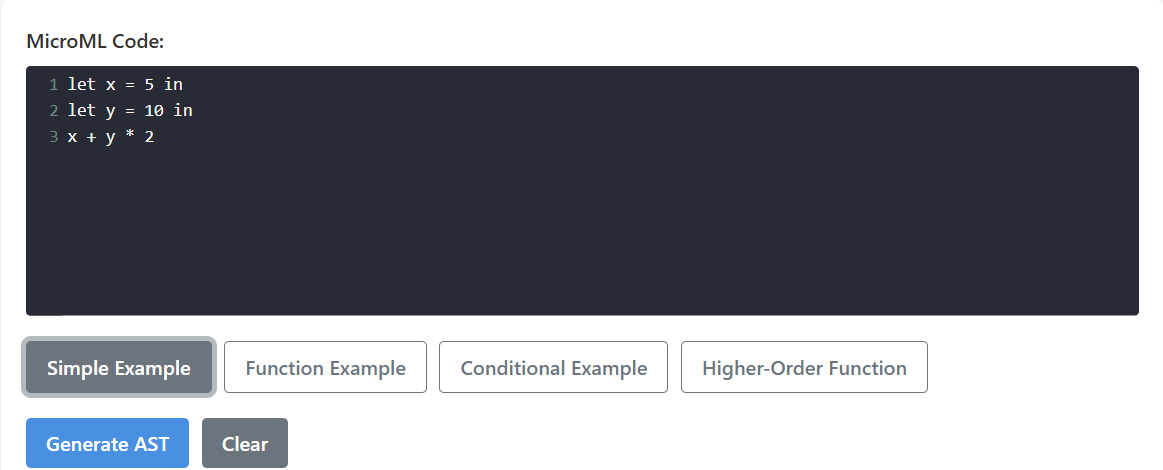 MicroML Code:
1 let x = 5 in
2 let y = 10 in
3 x + y * 2
Simple Example Function Example Conditional Example Higher-Order Function
Generate AST Clear